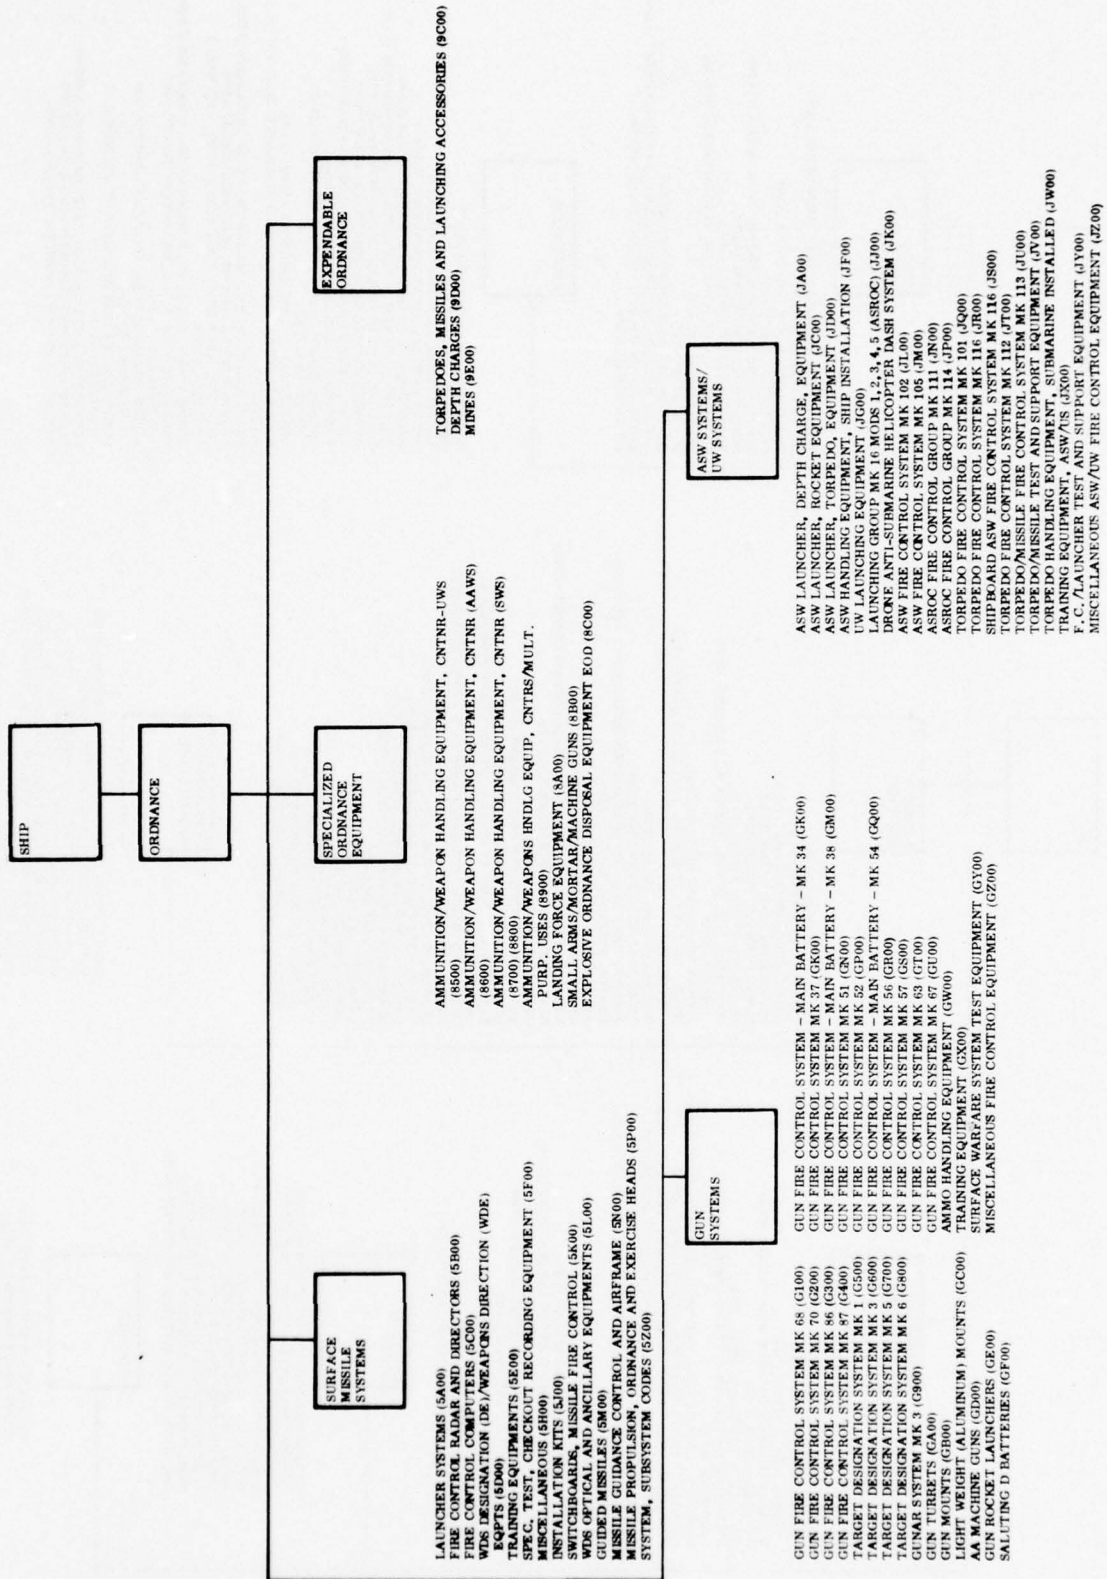 SHIP
ORDNANCE
SURFACE
MISSILE
SYSTEMS
SPECIALIZED
ORDNANCE
EQUIPMENT
EXPENDABLE
ORDNANCE
LAUNCHER SYSTEMS (5A00)
FIRE CONTROL RADAR AND DIRECTORS (5B00)
FIRE CONTROL COMPUTERS (5C00)
WDS DESIGNATION (DE)/WEAPONS DIRECTION (WDE)
EQPTS (5D00)
TRAINING EQUIPMENTS (5E00)
SPEC, TEST, CHECKOUT RECORDING EQUIPMENT (5F00)
MISCELLANEOUS (5H00)
INSTALLATION KITS (5J00)
SWITCHBOARDS, MISSILE FIRE CONTROL (5K00)
WDS OPTICAL AND ANCILLARY EQUIPMENTS (5L00)
GUIDED MISSILES (5M00)
MISSILE GUIDANCE CONTROL AND AIRFRAME (5N00)
MISSILE PROPULSION, ORDNANCE AND EXERCISE HEADS (5P00)
SYSTEM, SUBSYSTEM CODES (5Z00)
AMMUNITION/WEAPON HANDLING EQUIPMENT, CNTNR-UWS
(8500)
AMMUNITION/WEAPON HANDLING EQUIPMENT, CNTNR (AAWS)
(8600)
AMMUNITION/WEAPON HANDLING EQUIPMENT, CNTNR (SWS)
(8700) (8800)
AMMUNITION/WEAPONS HNDLG EQUIP, CNTRS/MULT.
PURP. USES (8900)
LANDING FORCE EQUIPMENT (8A00)
SMALL ARMS/MORTAR/MACHINE GUNS (8B00)
EXPLOSIVE ORDNANCE DISPOSAL EQUIPMENT EOD (8C00)
TORPEDOES, MISSILES AND LAUNCHING ACCESSORIES (9C00)
DEPTH CHARGES (9D00)
MINES (9E00)
GUN
SYSTEMS
ASW SYSTEMS/
UW SYSTEMS
GUN FIRE CONTROL SYSTEM MK 68 (G100)
GUN FIRE CONTROL SYSTEM MK 70 (G200)
GUN FIRE CONTROL SYSTEM MK 86 (G300)
GUN FIRE CONTROL SYSTEM MK 87 (G400)
TARGET DESIGNATION SYSTEM MK 1 (G500)
TARGET DESIGNATION SYSTEM MK 3 (G600)
TARGET DESIGNATION SYSTEM MK 5 (G700)
TARGET DESIGNATION SYSTEM MK 6 (G800)
GUNAR SYSTEM MK 3 (G900)
GUN TURRETS (GA00)
GUN MOUNTS (GB00)
LIGHT WEIGHT (ALUMINUM) MOUNTS (GC00)
AA MACHINE GUNS (GD00)
GUN ROCKET LAUNCHERS (GE00)
SALUTING D BATTERIES (GF00)
GUN FIRE CONTROL SYSTEM – MAIN BATTERY – MK 34 (GK00)
GUN FIRE CONTROL SYSTEM MK 37 (GK00)
GUN FIRE CONTROL SYSTEM – MAIN BATTERY – MK 38 (GM00)
GUN FIRE CONTROL SYSTEM MK 51 (GN00)
GUN FIRE CONTROL SYSTEM MK 52 (GP00)
GUN FIRE CONTROL SYSTEM – MAIN BATTERY – MK 54 (GQ00)
GUN FIRE CONTROL SYSTEM MK 56 (GR00)
GUN FIRE CONTROL SYSTEM MK 57 (GS00)
GUN FIRE CONTROL SYSTEM MK 63 (GT00)
GUN FIRE CONTROL SYSTEM MK 67 (GU00)
AMMO HANDLING EQUIPMENT (GW00)
TRAINING EQUIPMENT (GX00)
SURFACE WARFARE SYSTEM TEST EQUIPMENT (GY00)
MISCELLANEOUS FIRE CONTROL EQUIPMENT (GZ00)
ASW LAUNCHER, DEPTH CHARGE, EQUIPMENT (JA00)
ASW LAUNCHER, ROCKET EQUIPMENT (JC00)
ASW LAUNCHER, TORPEDO, EQUIPMENT (JD00)
ASW HANDLING EQUIPMENT, SHIP INSTALLATION (JF00)
UW LAUNCHING EQUIPMENT (JG00)
LAUNCHING GROUP MK 16 MODS 1, 2, 3, 4, 5 (ASROC) (JJ00)
DRONE ANTI-SUBMARINE HELICOPTER DASH SYSTEM (JK00)
ASW FIRE CONTROL SYSTEM MK 102 (JL00)
ASW FIRE CONTROL SYSTEM MK 105 (JM00)
ASROC FIRE CONTROL GROUP MK 111 (JN00)
ASROC FIRE CONTROL GROUP MK 114 (JP00)
TORPEDO FIRE CONTROL SYSTEM MK 101 (JQ00)
TORPEDO FIRE CONTROL SYSTEM MK 116 (JR00)
SHIPBOARD ASW FIRE CONTROL SYSTEM MK 116 (JS00)
TORPEDO FIRE CONTROL SYSTEM MK 112 (JT00)
TORPEDO/MISSILE FIRE CONTROL SYSTEM MK 113 (JU00)
TORPEDO/MISSILE TEST AND SUPPORT EQUIPMENT (JV00)
TORPEDO HANDLING EQUIPMENT, SUBMARINE INSTALLED (JW00)
TRAINING EQUIPMENT, ASW/US (JX00)
F.C./LAUNCHER TEST AND SUPPORT EQUIPMENT (JY00)
MISCELLANEOUS ASW/UW FIRE CONTROL EQUIPMENT (JZ00)